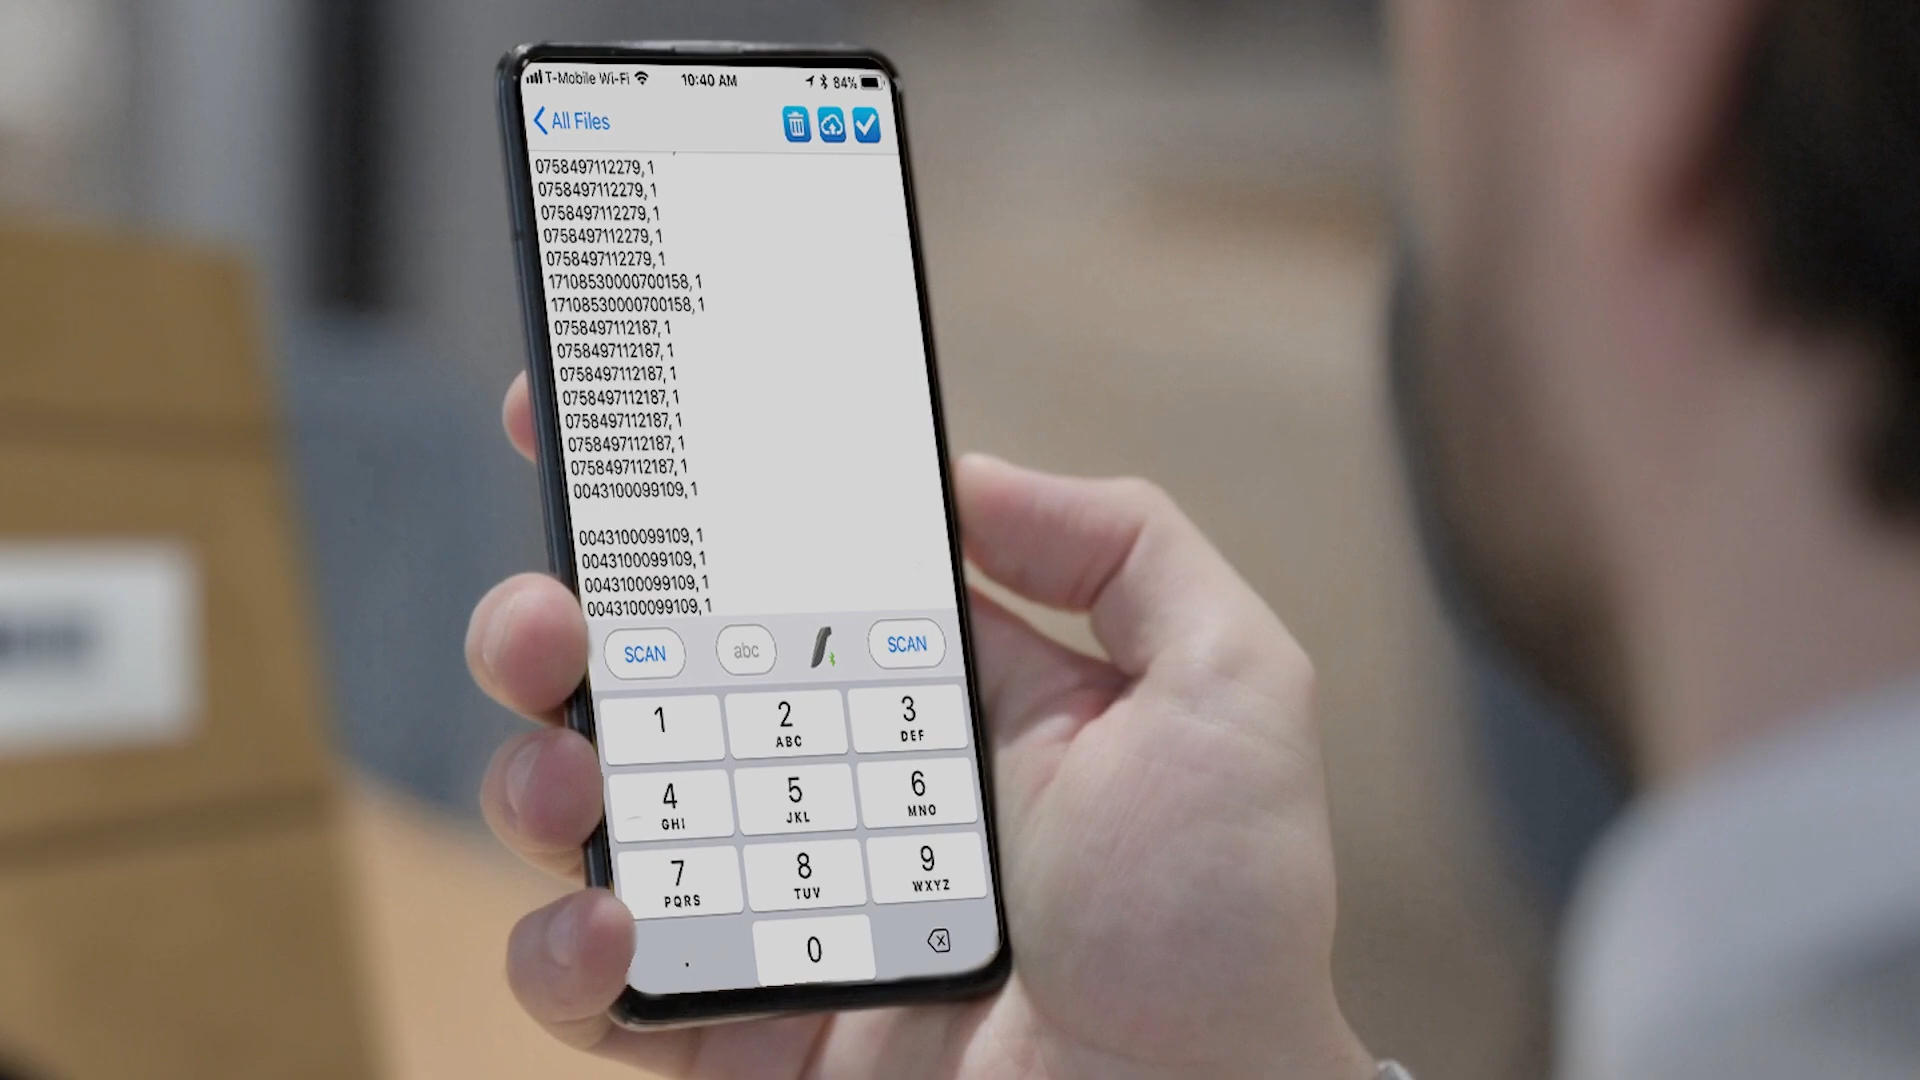 T-Mobile Wi-Fi 10:40 AM 84%
All Files
0758497112279, 1
0758497112279, 1
0758497112279, 1
0758497112279, 1
0758497112279, 1
17108530000700158, 1
17108530000700158, 1
0758497112187, 1
0758497112187, 1
0758497112187, 1
0758497112187, 1
0758497112187, 1
0758497112187, 1
0758497112187, 1
0043100099109, 1
0043100099109, 1
0043100099109, 1
0043100099109, 1
0043100099109, 1
SCAN abc SCAN
1 2 3
ABC DEF
4 5 6
GHI JKL MNO
7 8 9
PQRS TUV WXYZ
. 0